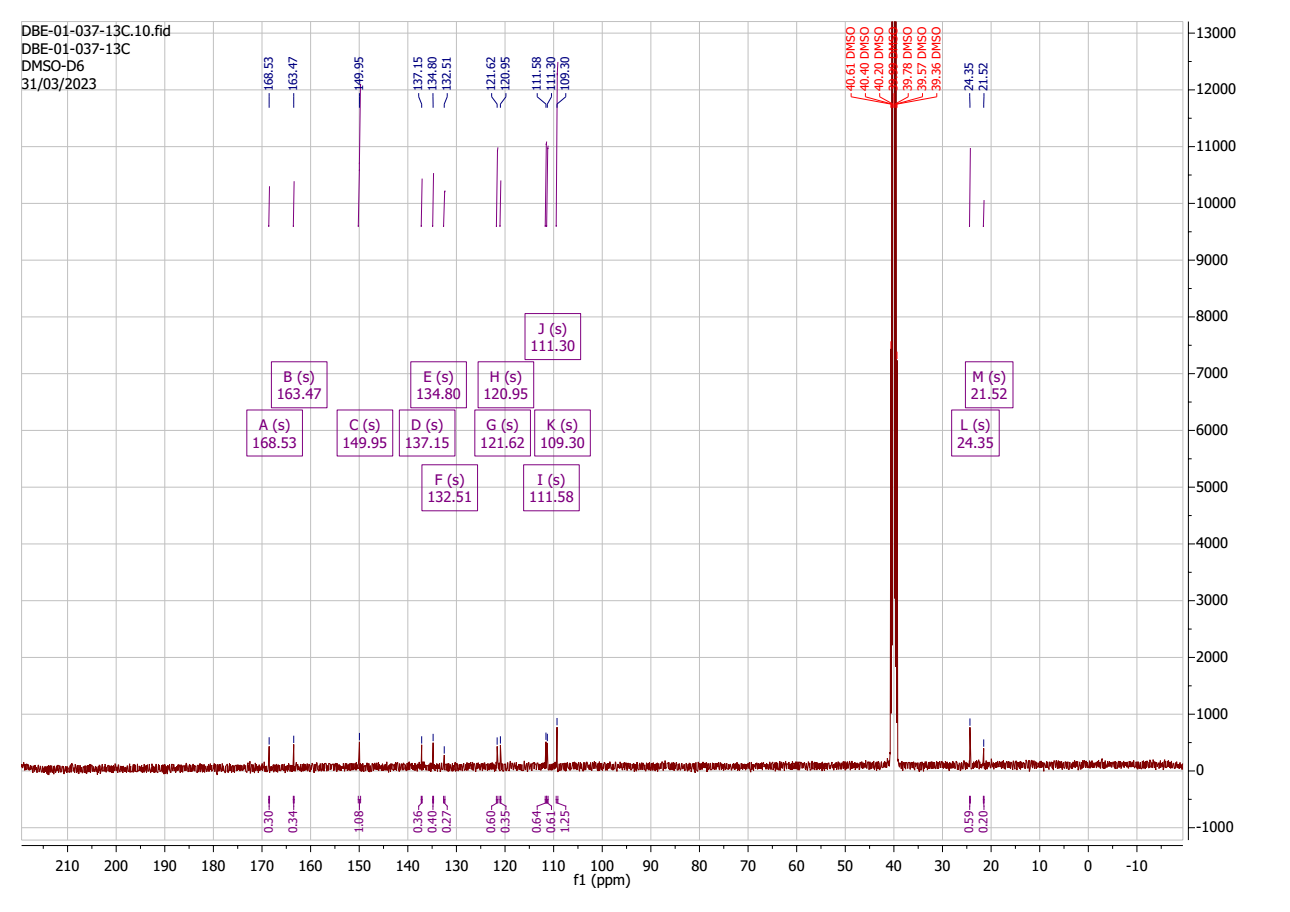 DBE-01-037-13C.10.fid
DBE-01-037-13C
DMSO-D6
31/03/2023
168.53
163.47
149.95
137.15
134.80
132.51
121.62
120.95
111.58
111.30
109.30
40.61 DMSO
40.40 DMSO
40.20 DMSO
39.78 DMSO
39.57 DMSO
39.36 DMSO
24.35
21.52
J (s)
111.30
B (s)
163.47
E (s)
134.80
H (s)
120.95
M (s)
21.52
A (s)
168.53
C (s)
149.95
D (s)
137.15
G (s)
121.62
K (s)
109.30
L (s)
24.35
F (s)
132.51
I (s)
111.58
0.30
0.34
1.08
0.36
0.40
0.27
0.60
0.35
0.64
0.61
1.25
0.59
0.20
13000
12000
11000
10000
9000
8000
7000
6000
5000
4000
3000
2000
1000
0
-1000
210 200 190 180 170 160 150 140 130 120 110 100 90 80 70 60 50 40 30 20 10 0 -10
f1 (ppm)